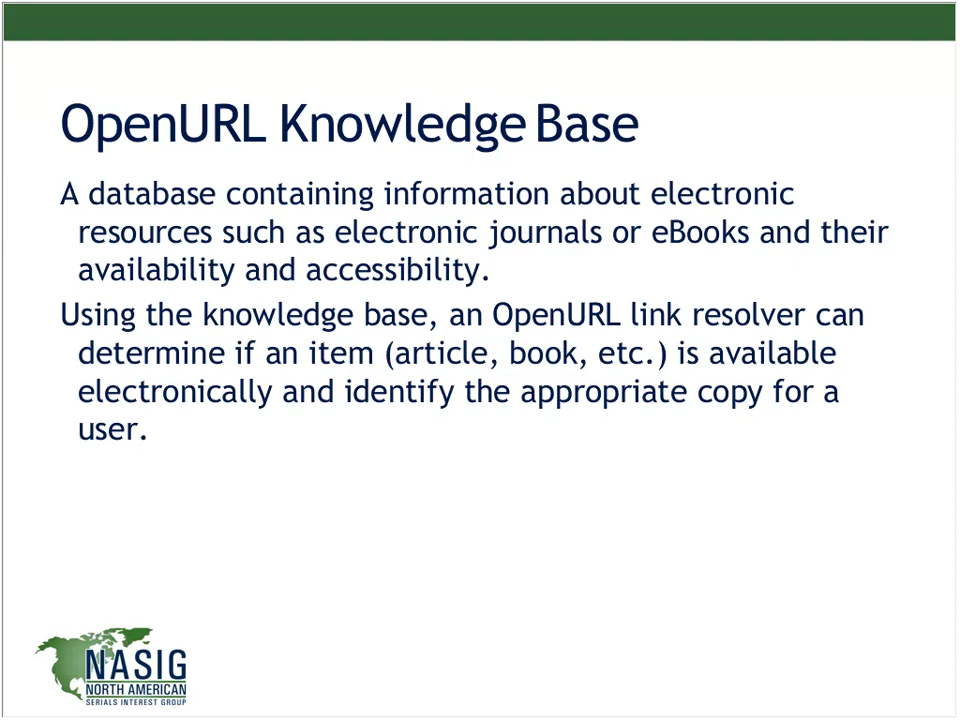 OpenURL Knowledge Base
A database containing information about electronic
resources such as electronic journals or eBooks and their
availability and accessibility.
Using the knowledge base, an OpenURL link resolver can
determine if an item (article, book, etc.) is available
electronically and identify the appropriate copy for a
user.
NASIG
NORTH AMERICAN
SERIALS INTEREST GROUP